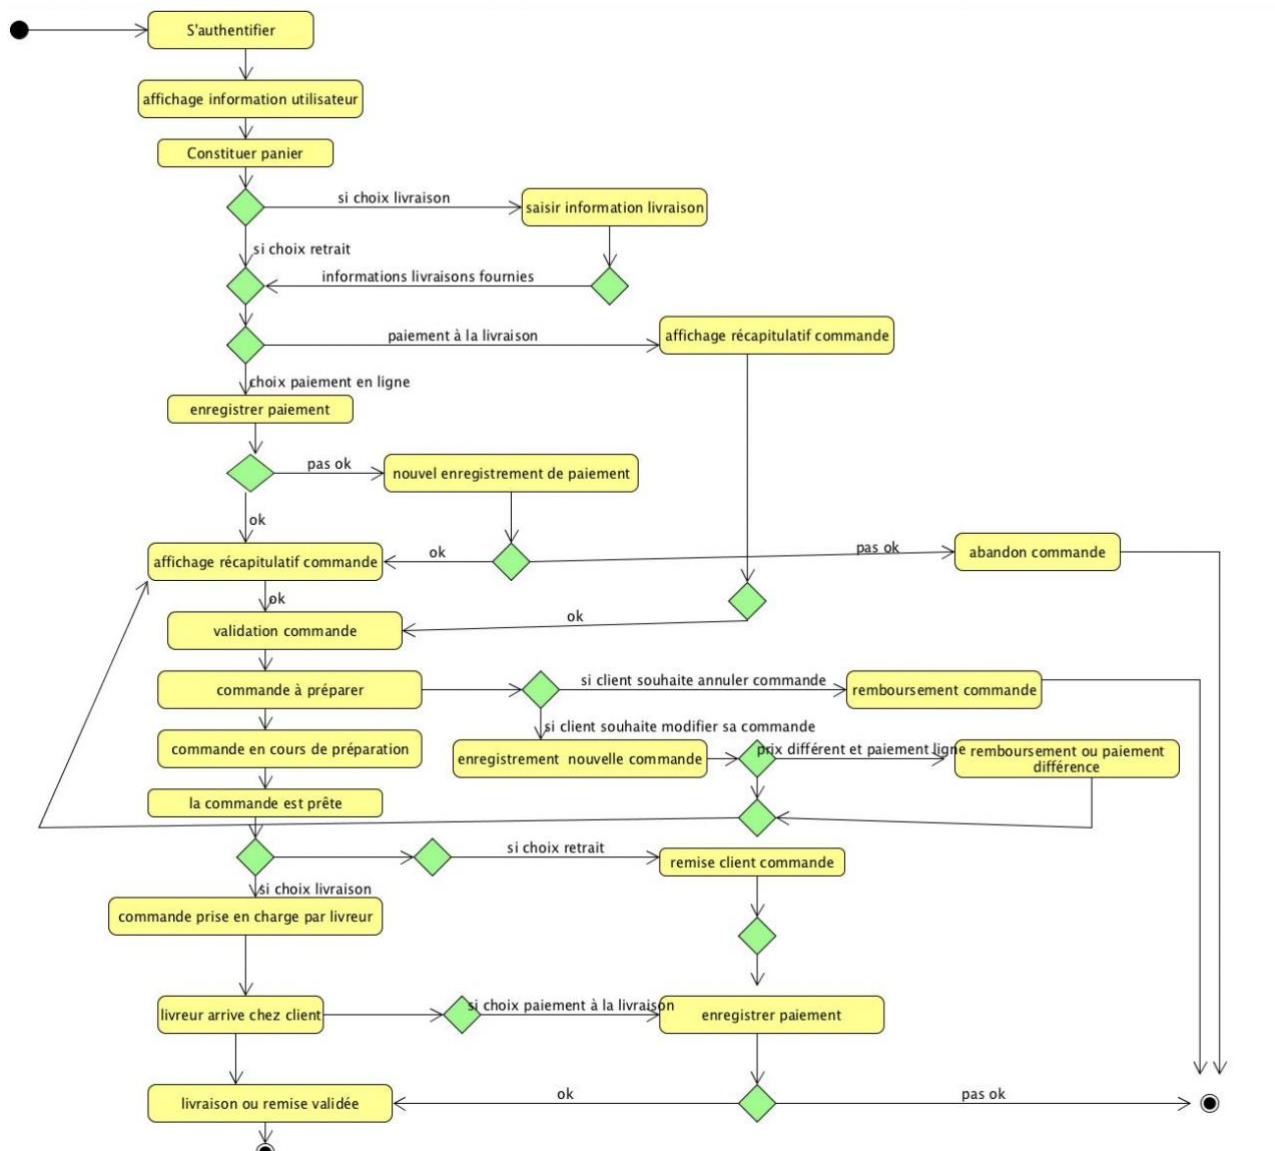 S'authentifier
affichage information utilisateur
Constituer panier
si choix livraison
saisir information livraison
si choix retrait
informations livraisons fournies
paiement à la livraison
affichage récapitulatif commande
choix paiement en ligne
enregistrer paiement
pas ok
nouvel enregistrement de paiement
ok
affichage récapitulatif commande
ok
pas ok
abandon commande
ok
validation commande
ok
commande à préparer
si client souhaite annuler commande
remboursement commande
si client souhaite modifier sa commande
commande en cours de préparation
enregistrement nouvelle commande
prix différent et paiement ligne
remboursement ou paiement
différence
la commande est prête
si choix retrait
remise client commande
si choix livraison
commande prise en charge par livreur
livreur arrive chez client
si choix paiement à la livraison
enregistrer paiement
livraison ou remise validée
ok
pas ok